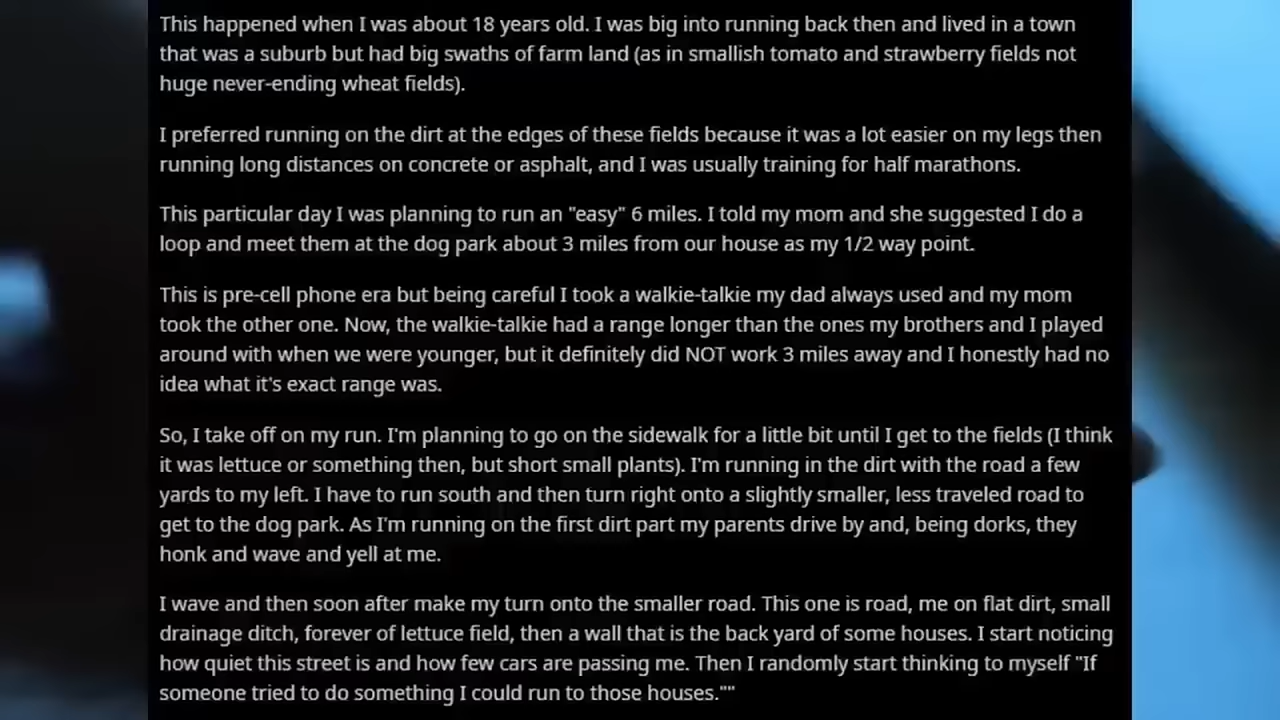 This happened when I was about 18 years old. I was big into running back then and lived in a town
that was a suburb but had big swaths of farm land (as in smallish tomato and strawberry fields not
huge never-ending wheat fields).
I preferred running on the dirt at the edges of these fields because it was a lot easier on my legs then
running long distances on concrete or asphalt, and I was usually training for half marathons.
This particular day I was planning to run an "easy" 6 miles. I told my mom and she suggested I do a
loop and meet them at the dog park about 3 miles from our house as my 1/2 way point.
This is pre-cell phone era but being careful I took a walkie-talkie my dad always used and my mom
took the other one. Now, the walkie-talkie had a range longer than the ones my brothers and I played
around with when we were younger, but it definitely did NOT work 3 miles away and I honestly had no
idea what it's exact range was.
So, I take off on my run. I'm planning to go on the sidewalk for a little bit until I get to the fields (I think
it was lettuce or something then, but short small plants). I'm running in the dirt with the road a few
yards to my left. I have to run south and then turn right onto a slightly smaller, less traveled road to
get to the dog park. As I'm running on the first dirt part my parents drive by and, being dorks, they
honk and wave and yell at me.
I wave and then soon after make my turn onto the smaller road. This one is road, me on flat dirt, small
drainage ditch, forever of lettuce field, then a wall that is the back yard of some houses. I start noticing
how quiet this street is and how few cars are passing me. Then I randomly start thinking to myself "If
someone tried to do something I could run to those houses.""